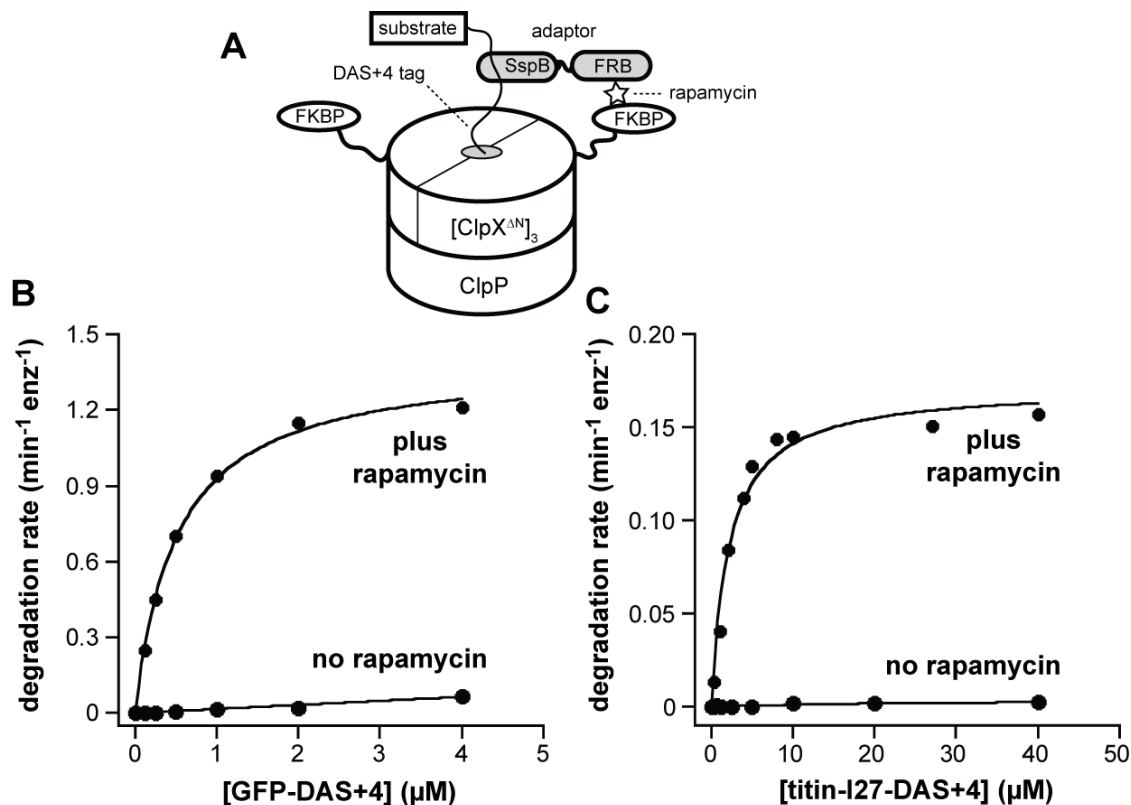 A
substrate
adaptor
SspB
FRB
DAS+4 tag
rapamycin
FKBP
FKBP
[ClpX^ΔN]_3
ClpP
B
degradation rate (min⁻¹ enz⁻¹)
1.5
1.2
0.9
0.6
0.3
0
plus
rapamycin
no rapamycin
0 1 2 3 4 5
[GFP-DAS+4] (µM)
C
degradation rate (min⁻¹ enz⁻¹)
0.20
0.15
0.10
0.05
0
plus
rapamycin
no rapamycin
0 10 20 30 40 50
[titin-I27-DAS+4] (µM)